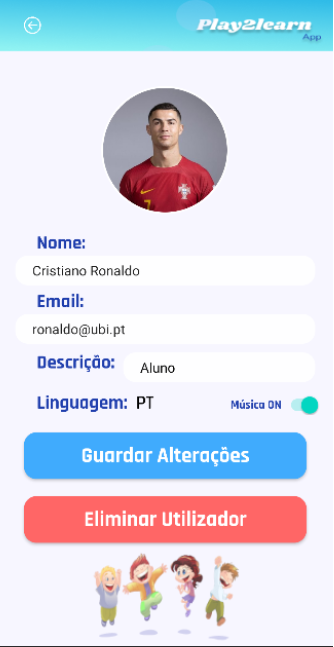 Play2learn
App
Nome:
Cristiano Ronaldo
Email:
ronaldo@ubi.pt
Descrição: Aluno
Linguagem: PT Música ON
Guardar Alterações
Eliminar Utilizador